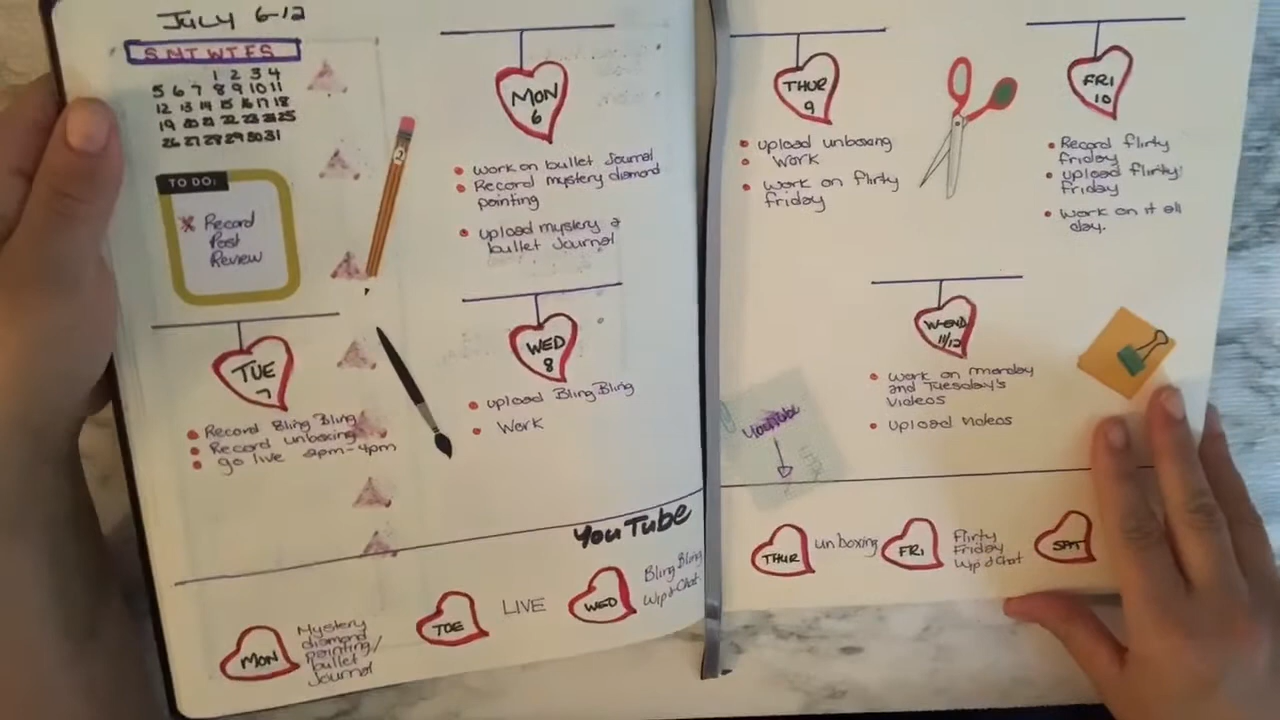 JULY 6-12
S M T W T F S
1 2 3 4
5 6 7 8 9 10 11
12 13 14 15 16 17 18
19 20 21 22 23 24 25
26 27 28 29 30 31
TO DO:
Record
Post
Review
MON
6
work on bullet Journal
Record mystery diamond
painting
upload mystery &
bullet Journal
TUE
7
Record Bling Bling
Record unboxing
go live 2pm-4pm
WED
8
upload Bling Bling
Work
YouTube
MON
Mystery
diamond
painting/
bullet
Journal
TUE
LIVE
WED
Bling Bling
Wip & Chat
THUR
9
upload unboxing
Work
work on flirty
friday
FRI
10
Record flirty
friday
upload flirty
friday
work on it all
day.
W-END
11/12
work on monday
and Tuesday's
videos
upload videos
YouTube
THUR
unboxing
FRI
Flirty
Friday
Wip & Chat
SAT